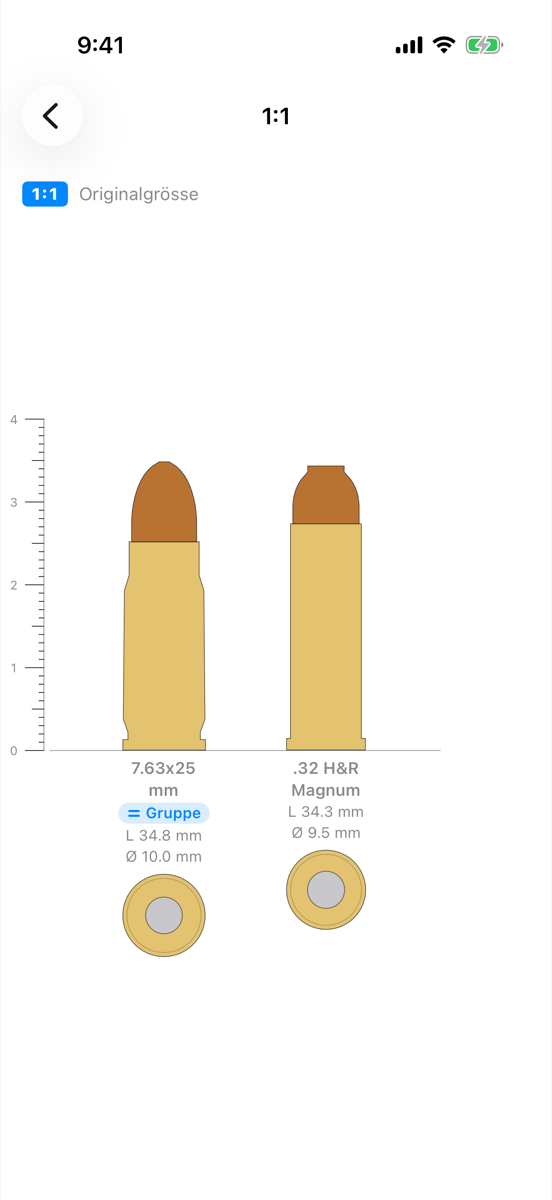 9:41
1:1
1:1 Originalgrösse
4
3
2
1
0
7.63x25
mm
= Gruppe
L 34.8 mm
Ø 10.0 mm
.32 H&R
Magnum
L 34.3 mm
Ø 9.5 mm